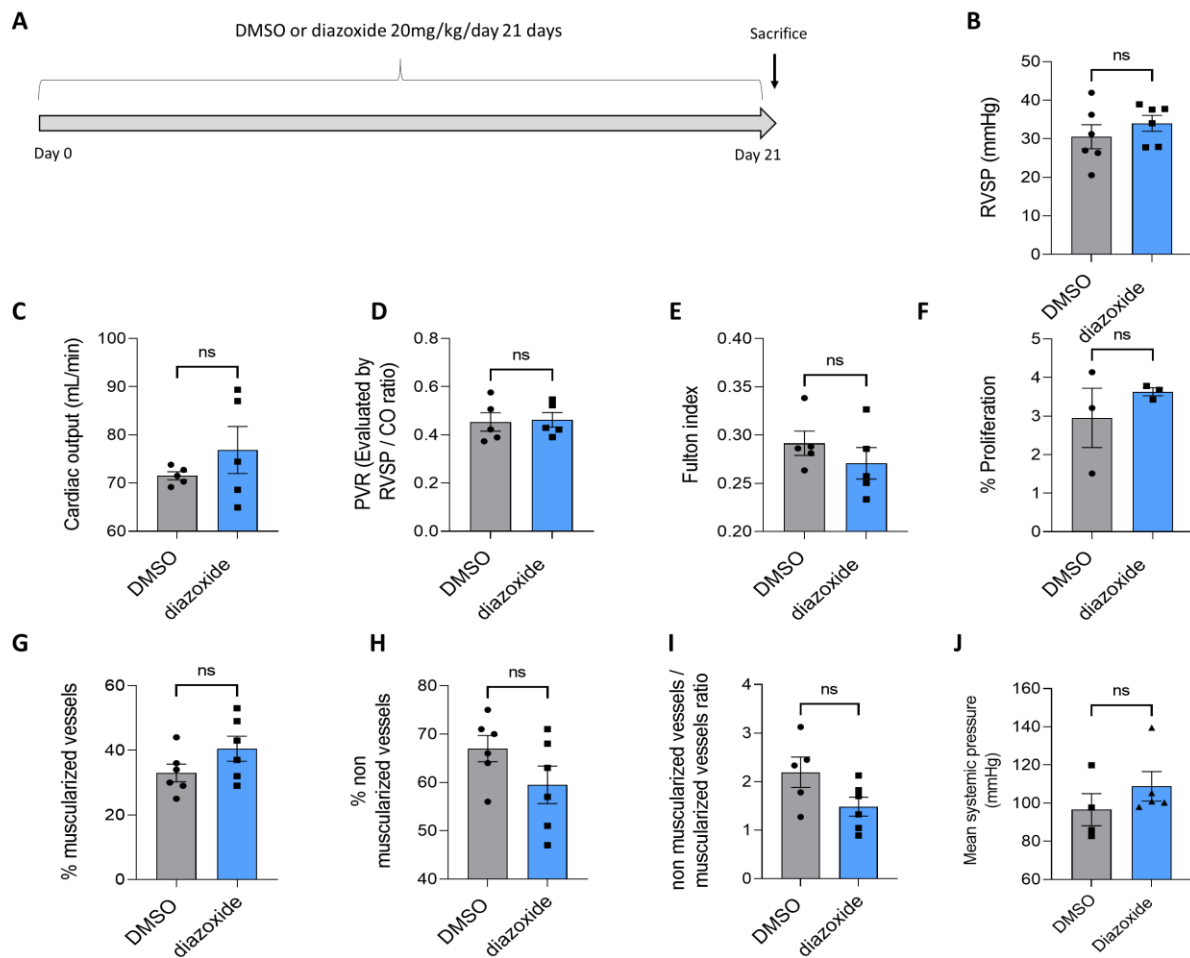 A
DMSO or diazoxide 20mg/kg/day 21 days
Sacrifice
Day 0
Day 21
B
ns
RVSP (mmHg)
50
40
30
20
10
0
DMSO
diazoxide
C
ns
Cardiac output (mL/min)
100
90
80
70
60
DMSO
diazoxide
D
ns
PVR (Evaluated by
RVSP / CO ratio)
0.8
0.6
0.4
0.2
0.0
DMSO
diazoxide
E
ns
Fulton index
0.40
0.35
0.30
0.25
0.20
DMSO
diazoxide
F
ns
% Proliferation
5
4
3
2
1
0
DMSO
diazoxide
G
ns
% muscularized vessels
60
40
20
0
DMSO
diazoxide
H
ns
% non
muscularized vessels
80
70
60
50
40
DMSO
diazoxide
I
ns
non muscularized vessels /
muscularized vessels ratio
4
3
2
1
0
DMSO
diazoxide
J
ns
Mean systemic pressure
(mmHg)
160
140
120
100
80
60
DMSO
Diazoxide